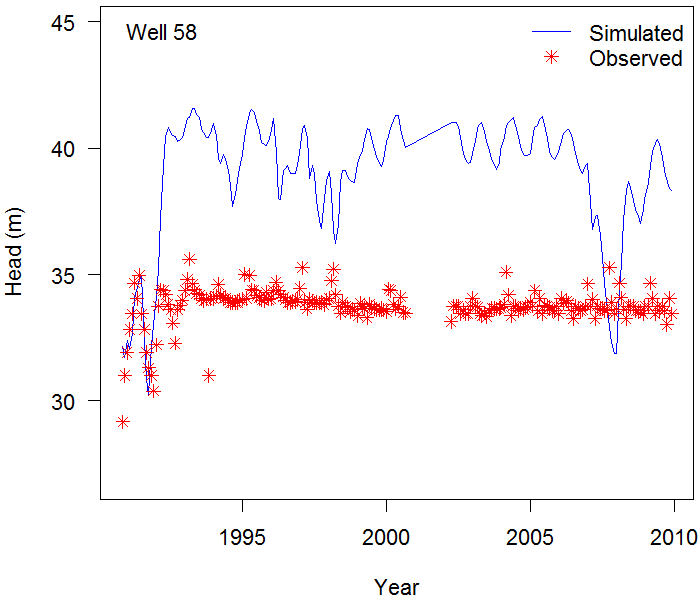 Well 58
Simulated
Observed
45
40
35
30
Head (m)
1995 2000 2005 2010
Year